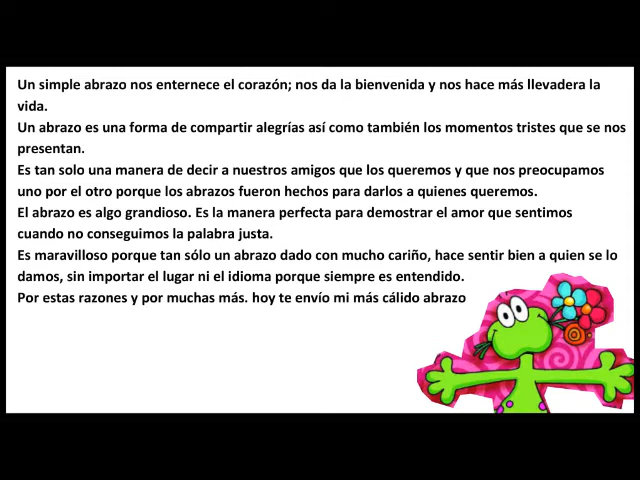 Un simple abrazo nos enternece el corazón; nos da la bienvenida y nos hace más llevadera la
vida.
Un abrazo es una forma de compartir alegrías así como también los momentos tristes que se nos
presentan.
Es tan solo una manera de decir a nuestros amigos que los queremos y que nos preocupamos
uno por el otro porque los abrazos fueron hechos para darlos a quienes queremos.
El abrazo es algo grandioso. Es la manera perfecta para demostrar el amor que sentimos
cuando no conseguimos la palabra justa.
Es maravilloso porque tan sólo un abrazo dado con mucho cariño, hace sentir bien a quien se lo
damos, sin importar el lugar ni el idioma porque siempre es entendido.
Por estas razones y por muchas más. hoy te envío mi más cálido abrazo